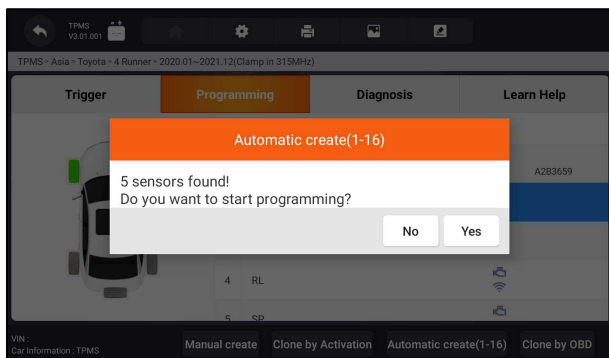 TPMS
V3.01.001
TPMS > Asia > Toyota > 4 Runner > 2020.01~2021.12(Clamp in 315MHz)
Trigger Programming Diagnosis Learn Help
Automatic create(1-16)
A2B3659
5 sensors found!
Do you want to start programming?
No Yes
4 RL
5 SP
VIN :
Car Information : TPMS
Manual create Clone by Activation Automatic create(1-16) Clone by OBD